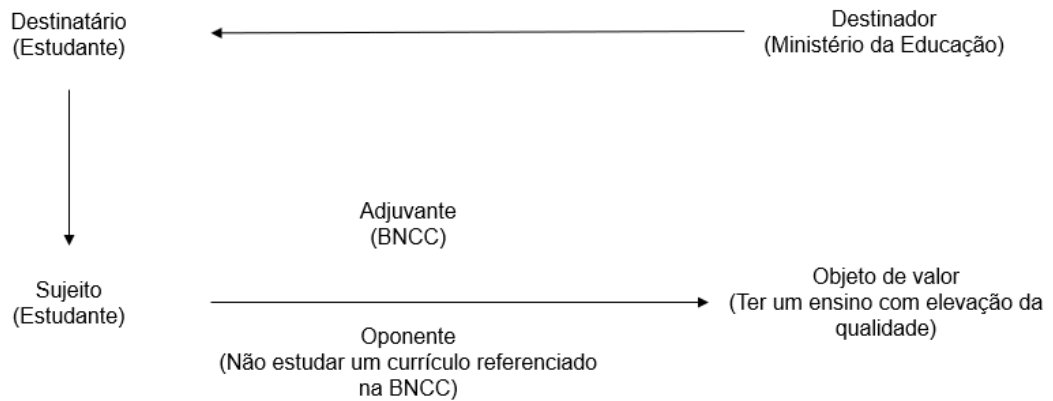 Destinatário
(Estudante)
Destinador
(Ministério da Educação)
Adjuvante
(BNCC)
Sujeito
(Estudante)
Objeto de valor
(Ter um ensino com elevação da
qualidade)
Oponente
(Não estudar um currículo referenciado
na BNCC)